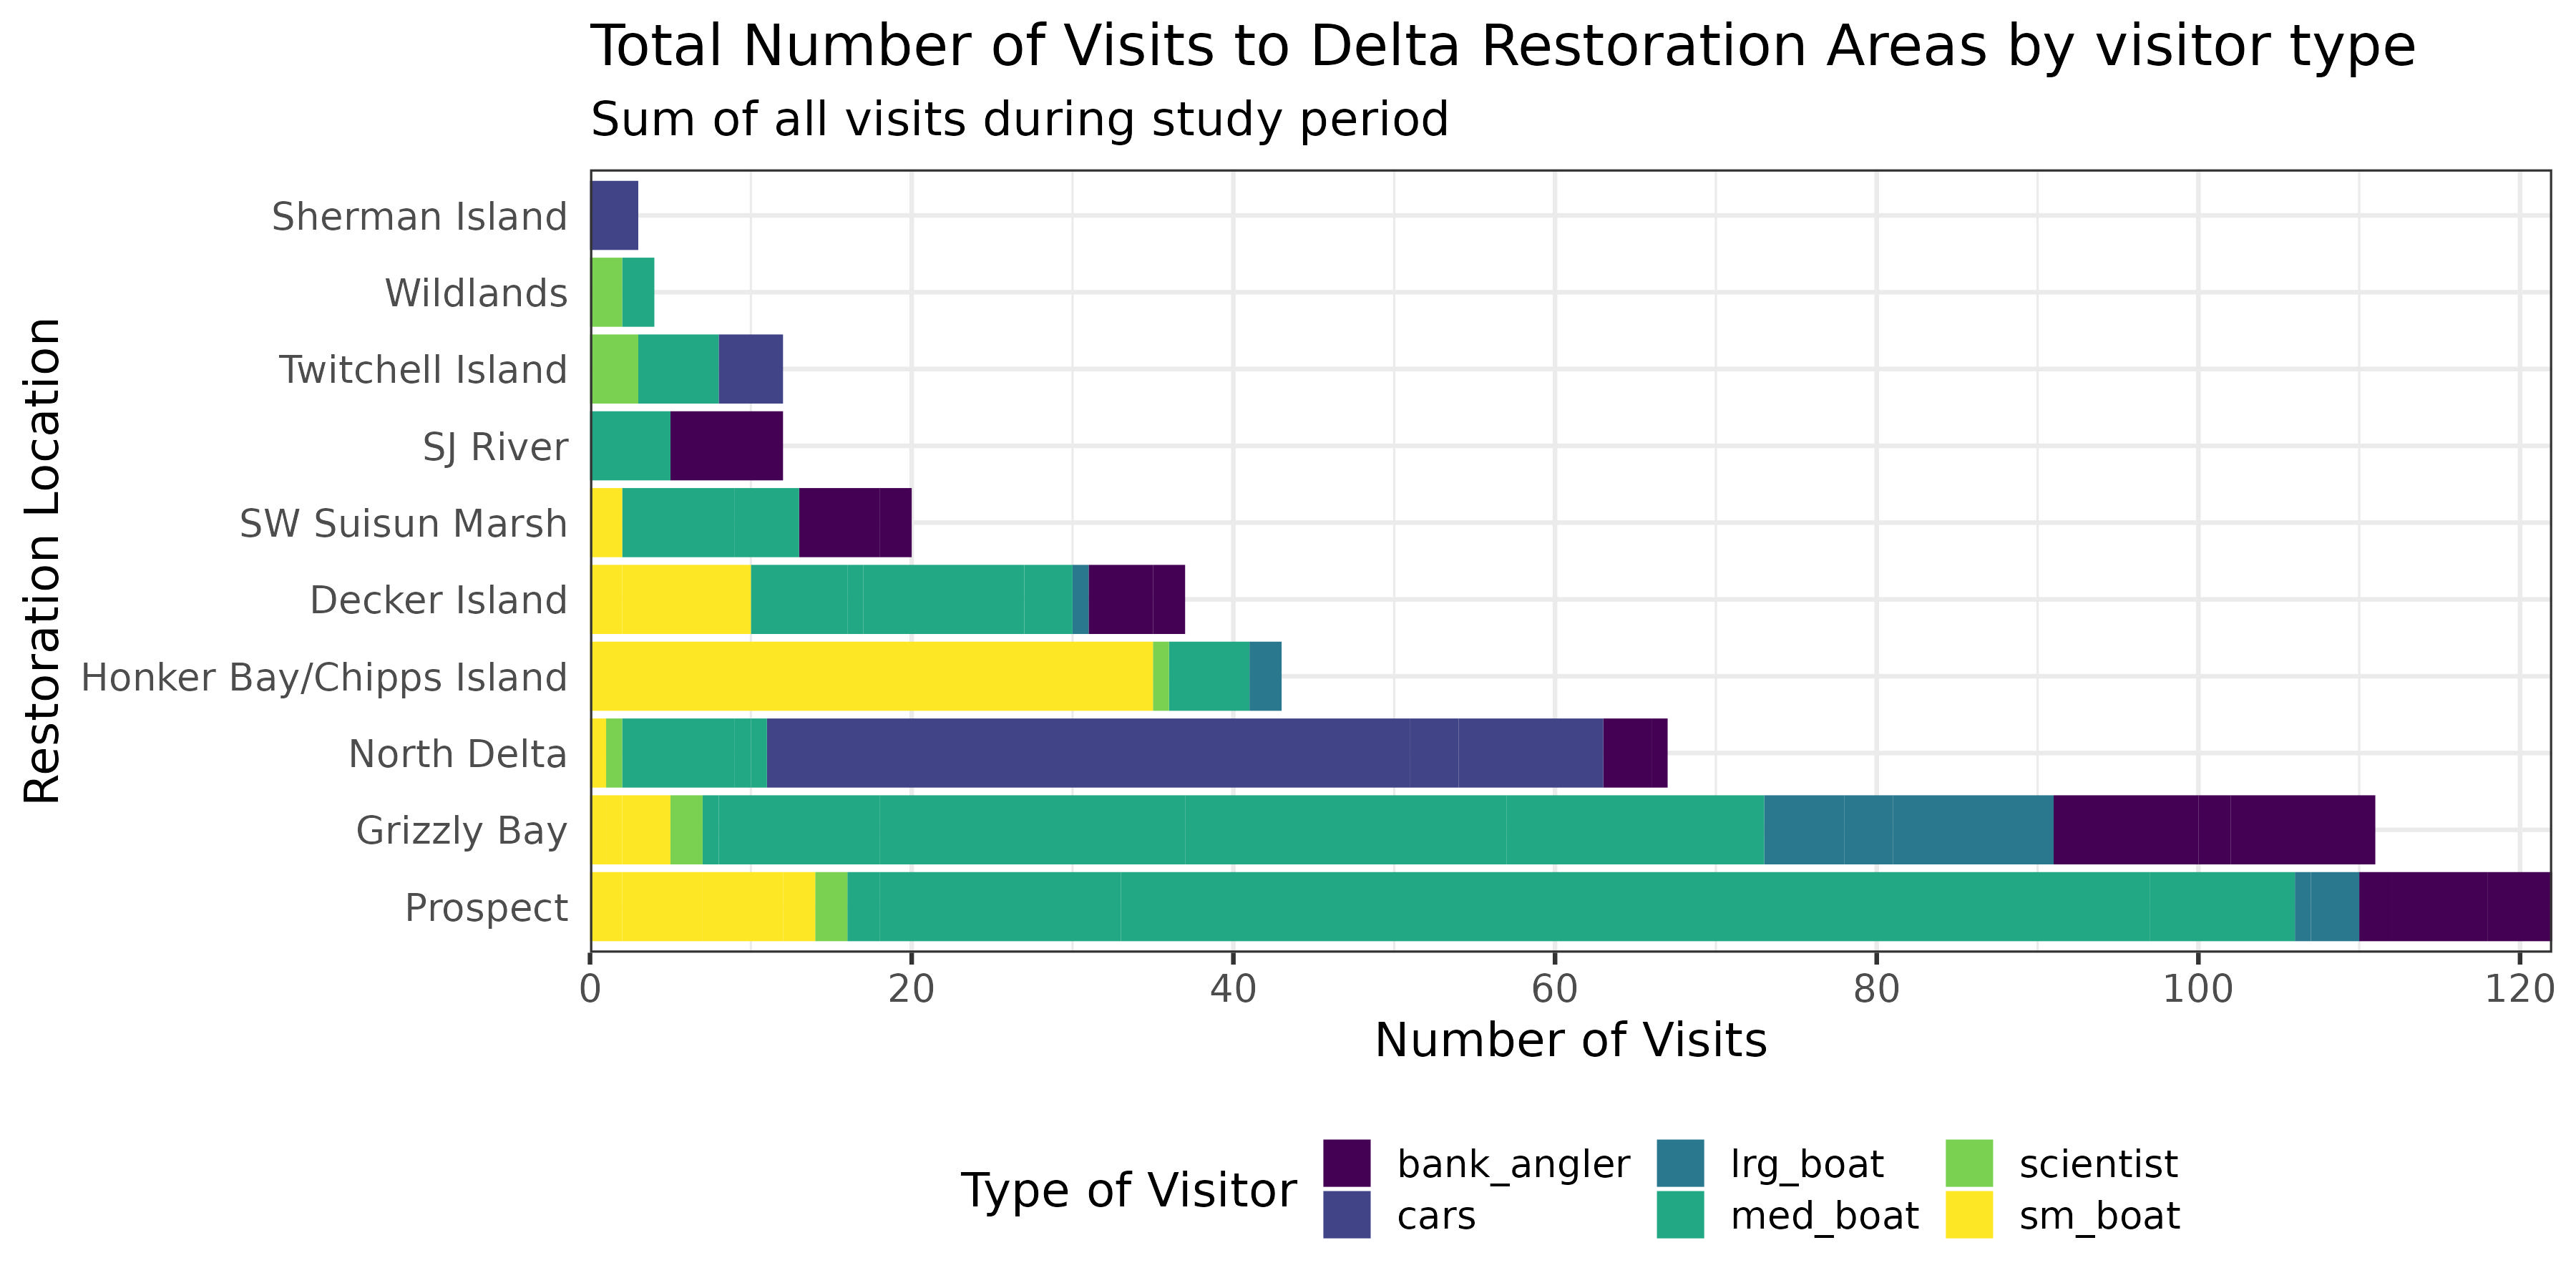 Total Number of Visits to Delta Restoration Areas by visitor type
Sum of all visits during study period
Restoration Location
Sherman Island
Wildlands
Twitchell Island
SJ River
SW Suisun Marsh
Decker Island
Honker Bay/Chipps Island
North Delta
Grizzly Bay
Prospect
0 20 40 60 80 100 120
Number of Visits
Type of Visitor
bank_angler lrg_boat scientist
cars med_boat sm_boat